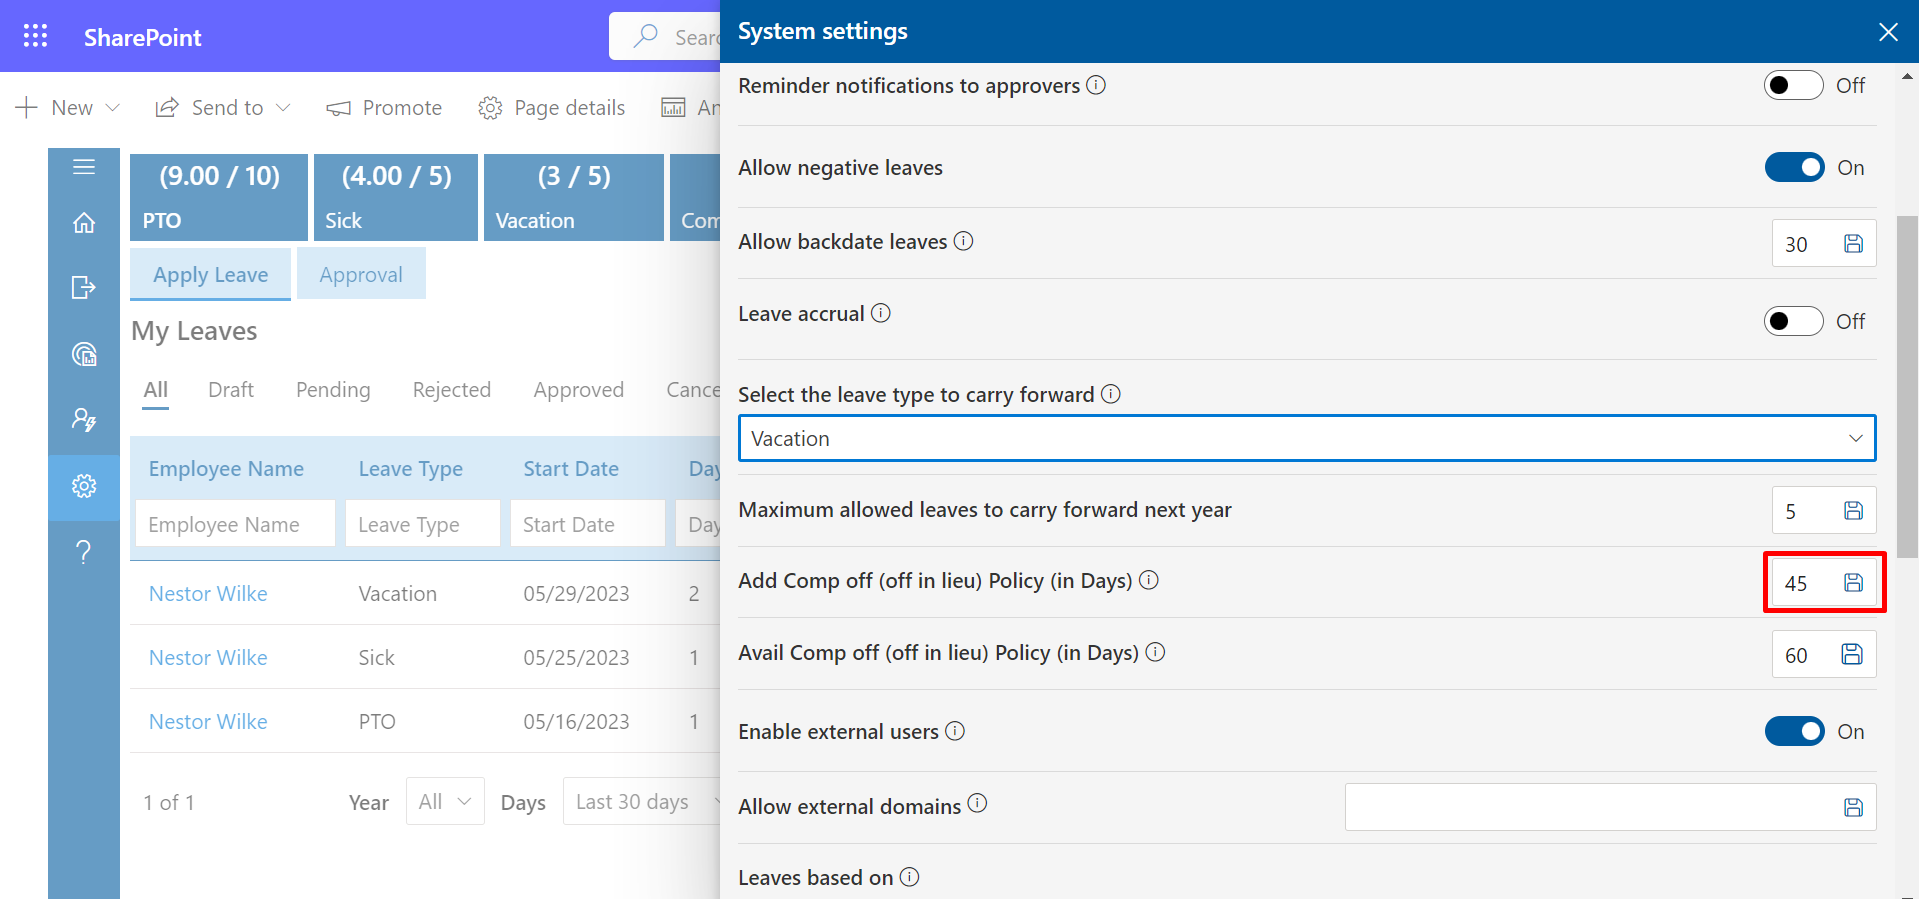 SharePoint
Sear
New
Send to
Promote
Page details
An
(9.00 / 10)
PTO
(4.00 / 5)
Sick
(3 / 5)
Vacation
Com
Apply Leave
Approval
My Leaves
All
Draft
Pending
Rejected
Approved
Cance
Employee Name
Leave Type
Start Date
Day
Employee Name
Leave Type
Start Date
Day
Nestor Wilke
Vacation
05/29/2023
2
Nestor Wilke
Sick
05/25/2023
1
Nestor Wilke
PTO
05/16/2023
1
1 of 1
Year
All
Days
Last 30 days
System settings
Reminder notifications to approvers
Off
Allow negative leaves
On
Allow backdate leaves
30
Leave accrual
Off
Select the leave type to carry forward
Vacation
Maximum allowed leaves to carry forward next year
5
Add Comp off (off in lieu) Policy (in Days)
45
Avail Comp off (off in lieu) Policy (in Days)
60
Enable external users
On
Allow external domains
Leaves based on